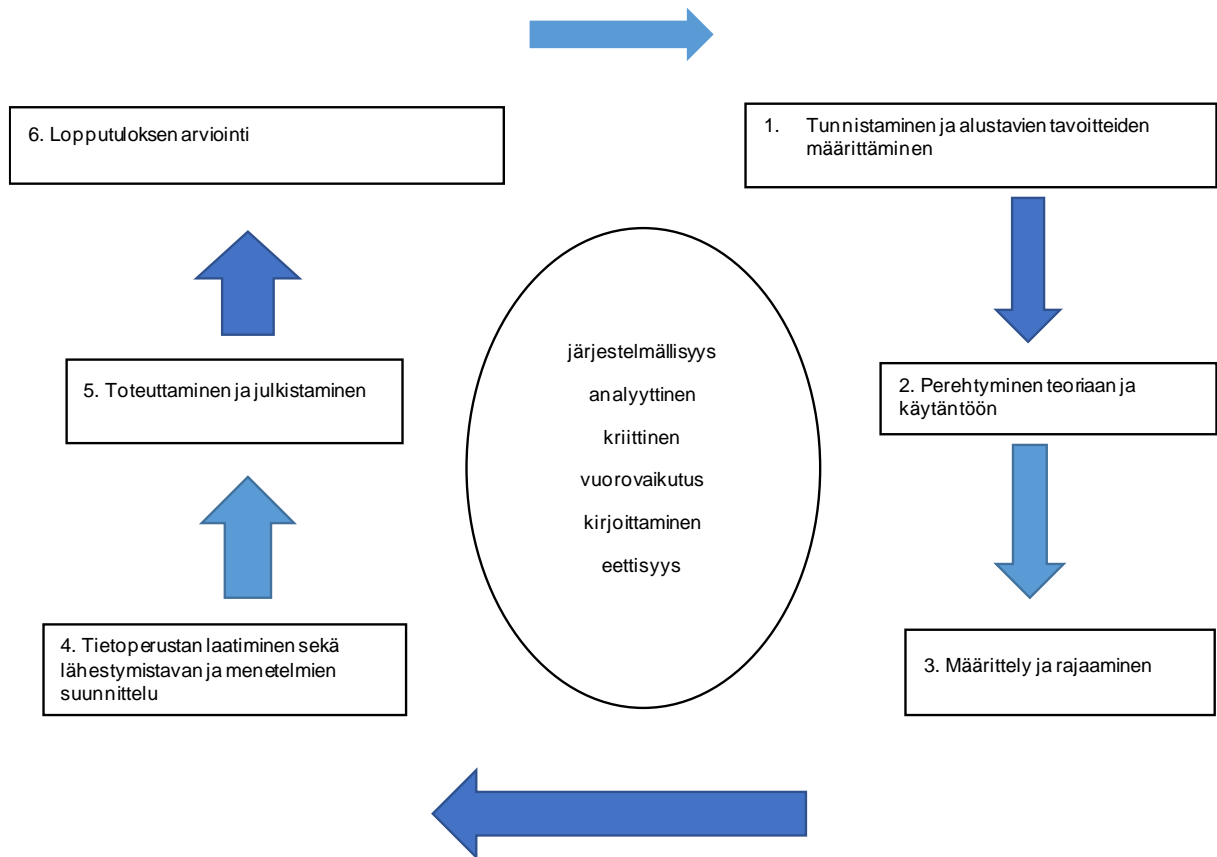 6. Lopputuloksen arviointi
1. Tunnistaminen ja alustavien tavoitteiden
määrittäminen
järjestelmällisyys
analyyttinen
kriittinen
vuorovaikutus
kirjoittaminen
eettisyys
5. Toteuttaminen ja julkistaminen
2. Perehtyminen teoriaan ja
käytäntöön
4. Tietoperustan laatiminen sekä
lähestymistavan ja menetelmien
suunnittelu
3. Määrittely ja rajaaminen